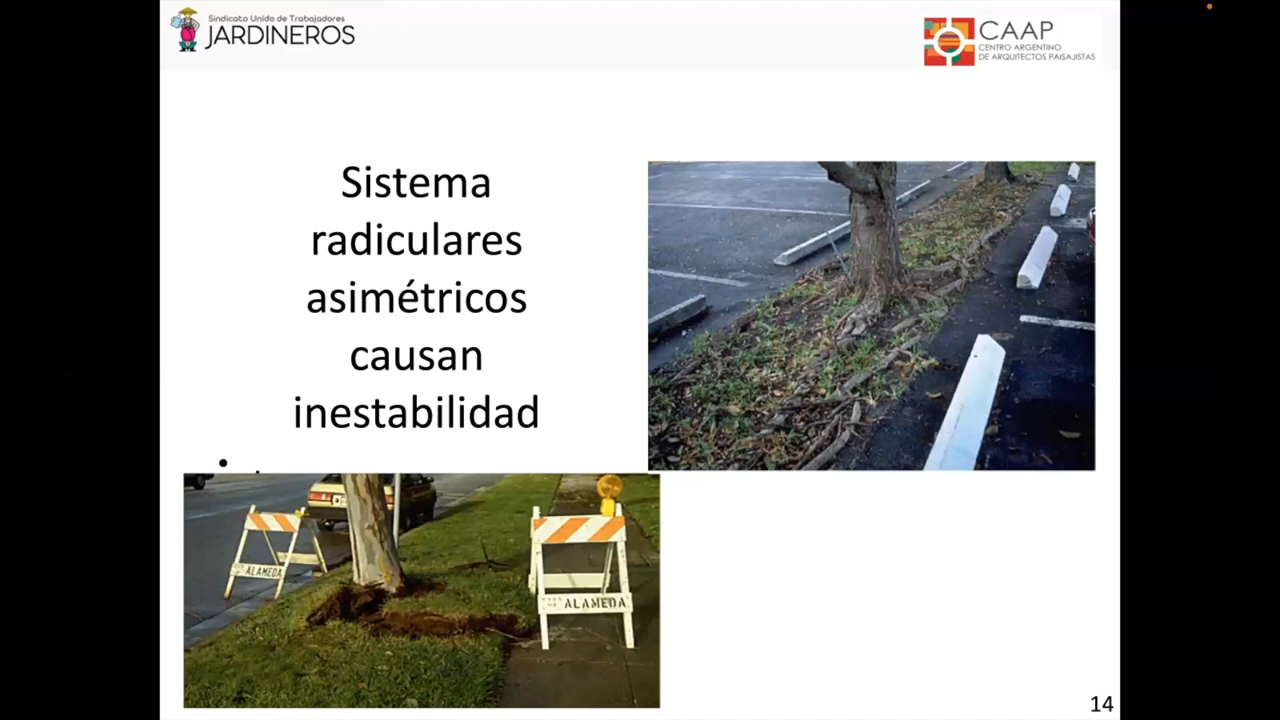 Sindicato Unido de Trabajadores
JARDINEROS
CAAP
CENTRO ARGENTINO
DE ARQUITECTOS PAISAJISTAS
Sistema
radiculares
asimétricos
causan
inestabilidad
ALAMEDA
ALAMEDA
14